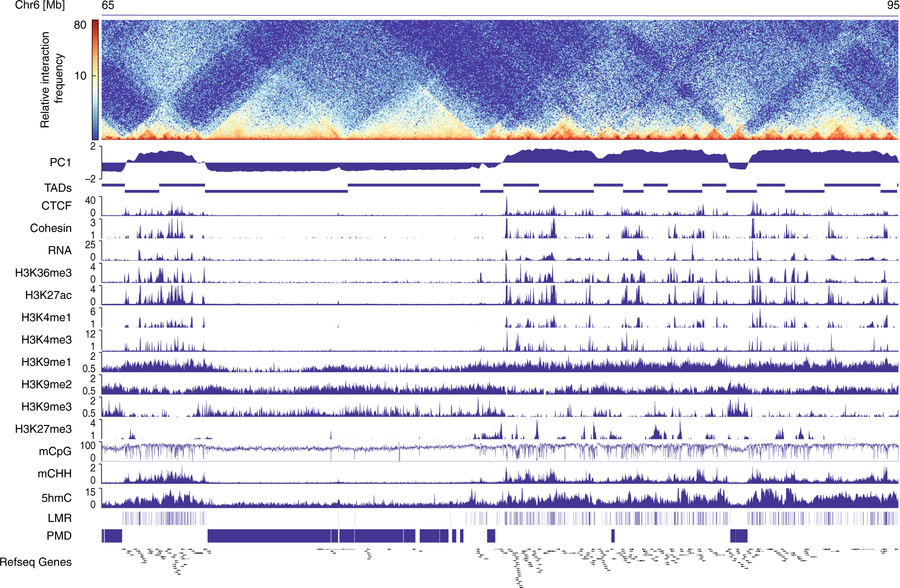 Chr6 [Mb] 65 95
80
10
Relative interaction
frequency
2
PC1
−2
TADs
CTCF 40
0
Cohesin 3
1
RNA 25
0
H3K36me3 4
0
H3K27ac 4
0
H3K4me1 6
1
H3K4me3 12
1
H3K9me1 2
0.5
H3K9me2 2
0.5
H3K9me3 2
0.5
H3K27me3 4
1
mCpG 100
0
mCHH 2
0
5hmC 15
0
LMR
PMD
Refseq Genes